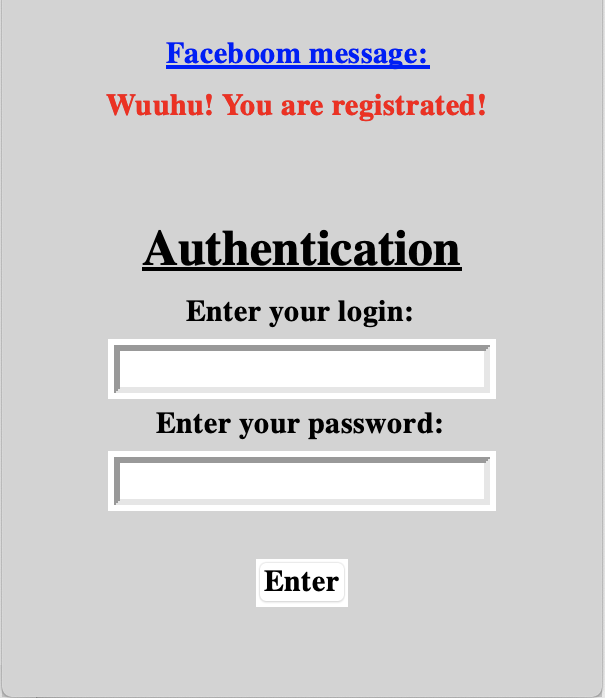 Faceboom message:
Wuuhu! You are registrated!
Authentication
Enter your login:
Enter your password:
Enter